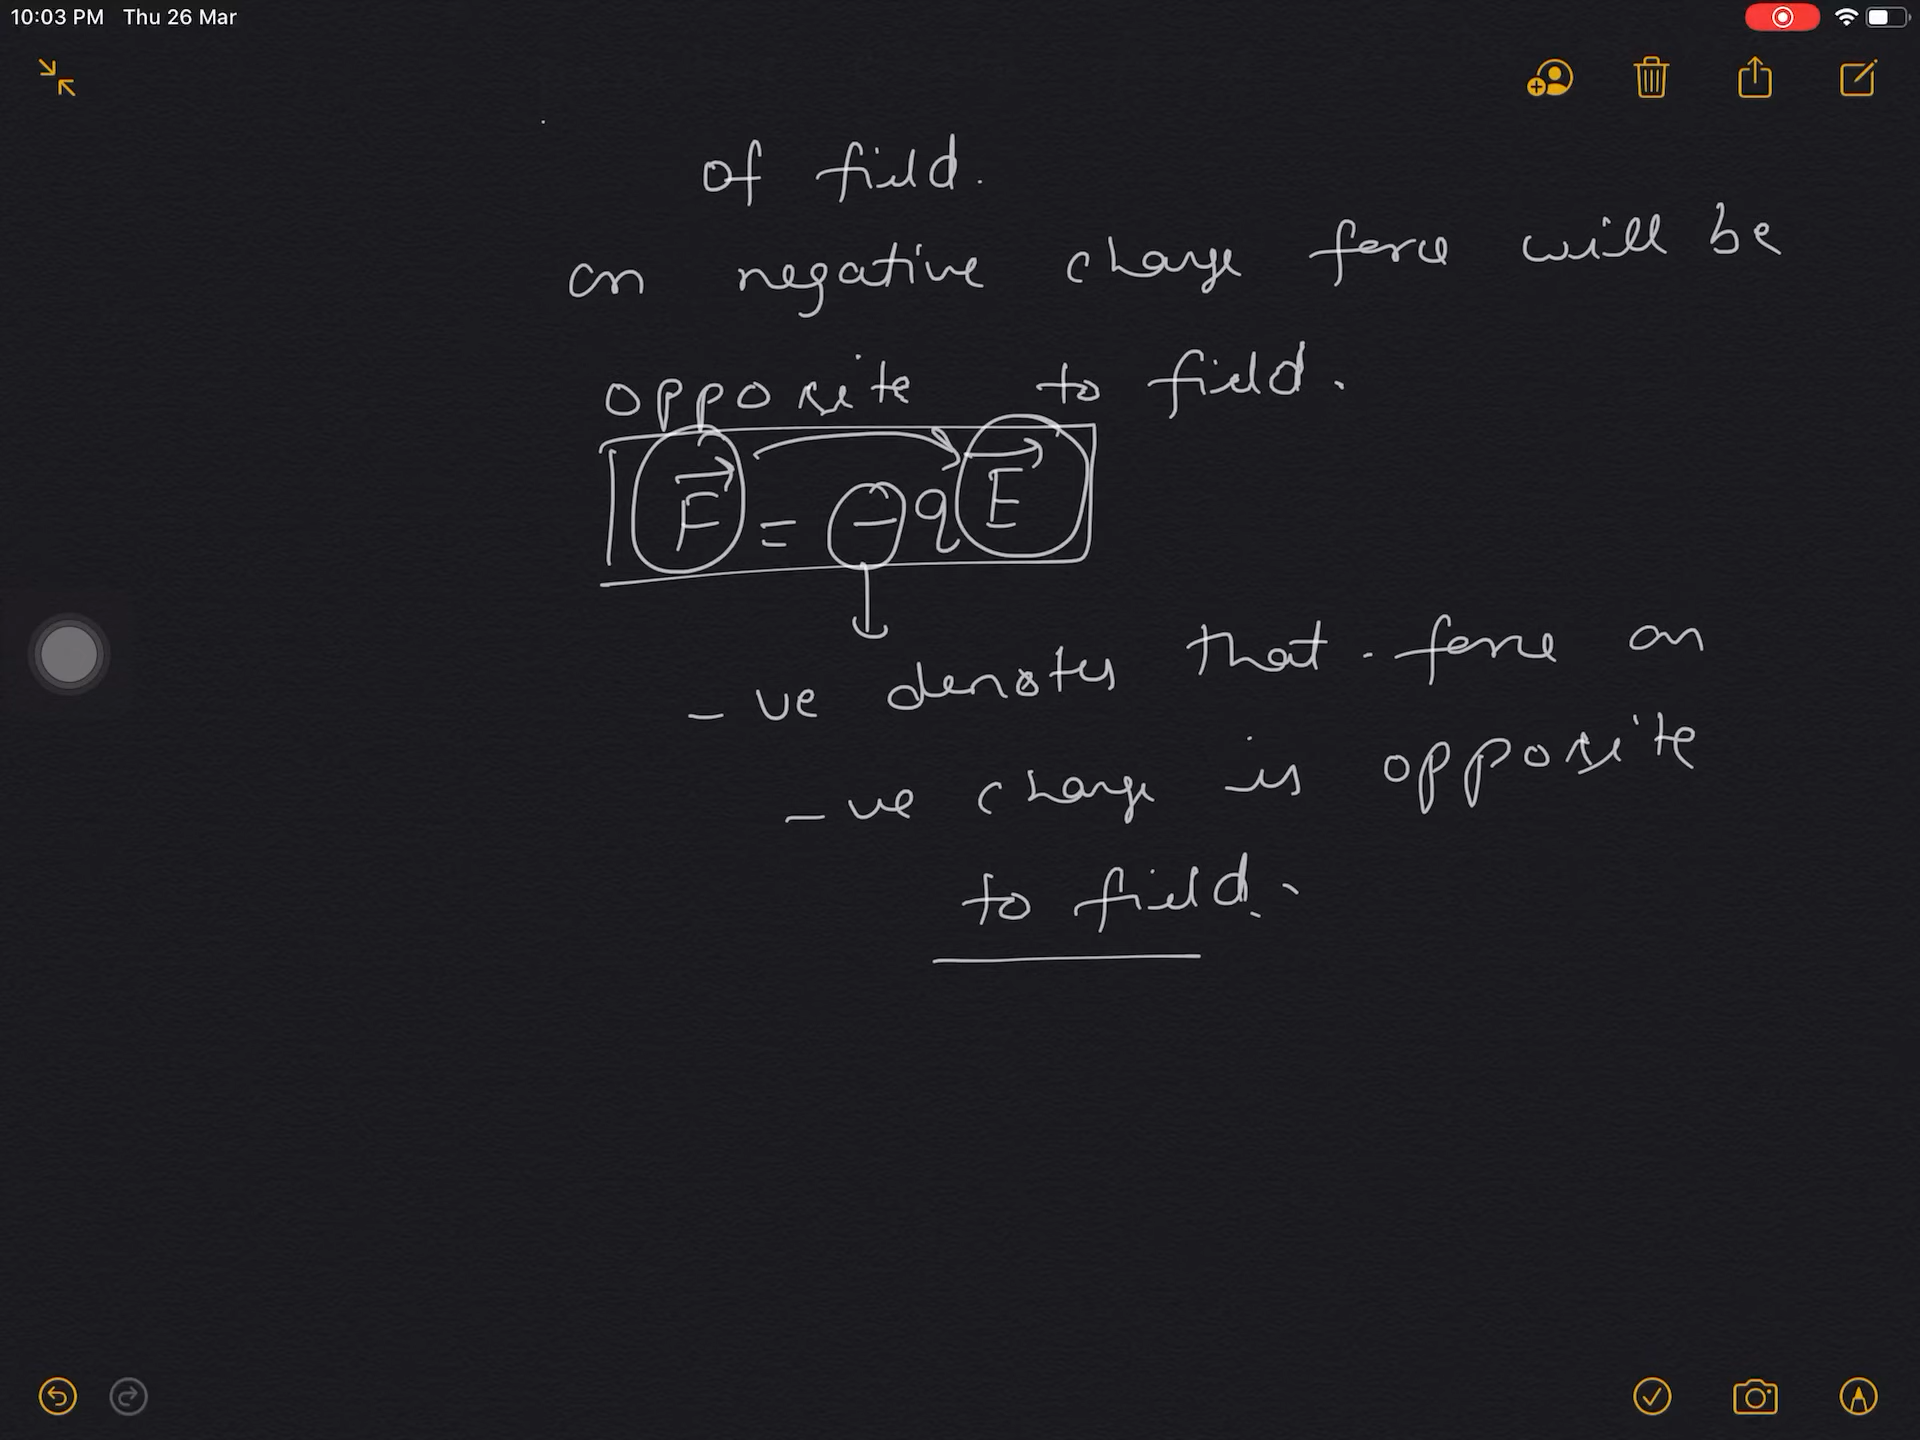 10:03 PM Thu 26 Mar
of field.
on negative charge force will be
opposite to field.
F⃗ = -qE⃗
-ve denotes that force on
-ve charge is opposite
to field.